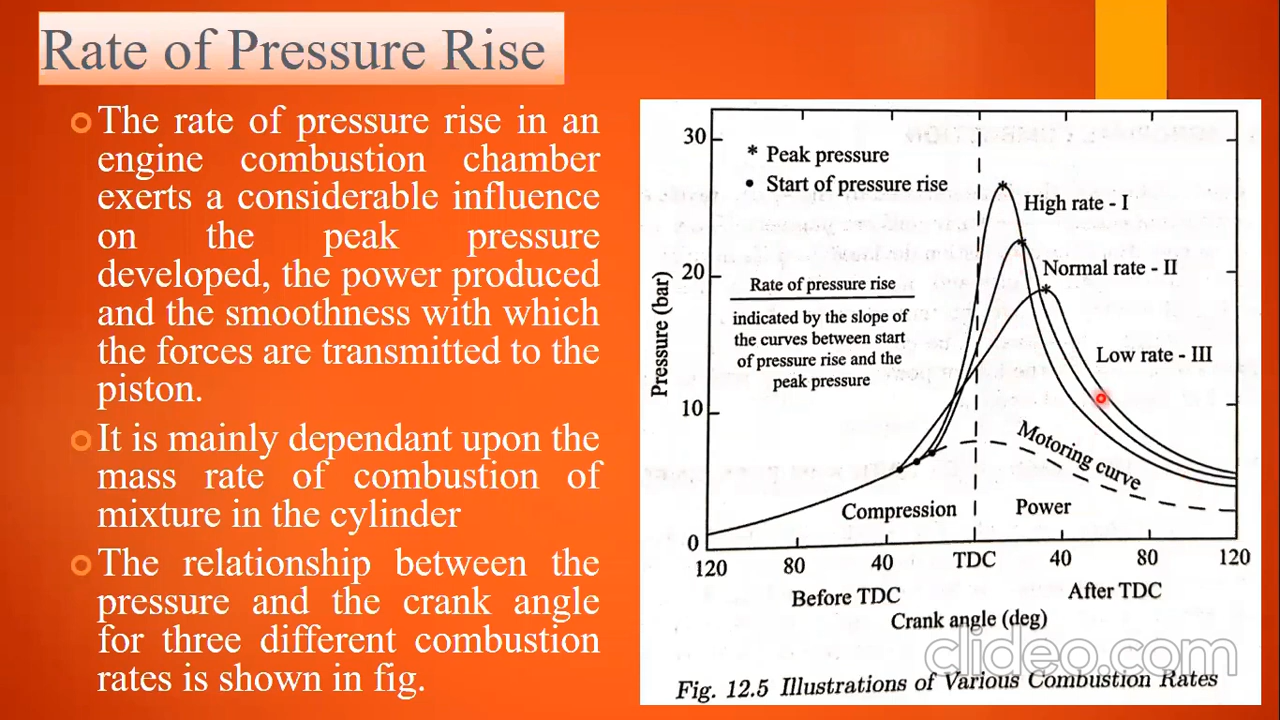 Rate of Pressure Rise
The rate of pressure rise in an
engine combustion chamber
exerts a considerable influence
on the peak pressure
developed, the power produced
and the smoothness with which
the forces are transmitted to the
piston.
It is mainly dependant upon the
mass rate of combustion of
mixture in the cylinder
The relationship between the
pressure and the crank angle
for three different combustion
rates is shown in fig.
30
* Peak pressure
• Start of pressure rise
High rate - I
Normal rate - II
20
Rate of pressure rise
indicated by the slope of
the curves between start
of pressure rise and the
peak pressure
Pressure (bar)
Low rate - III
10
Motoring curve
Compression
Power
0
120 80 40 TDC 40 80 120
Before TDC
After TDC
Crank angle (deg)
clideo.com
Fig. 12.5 Illustrations of Various Combustion Rates